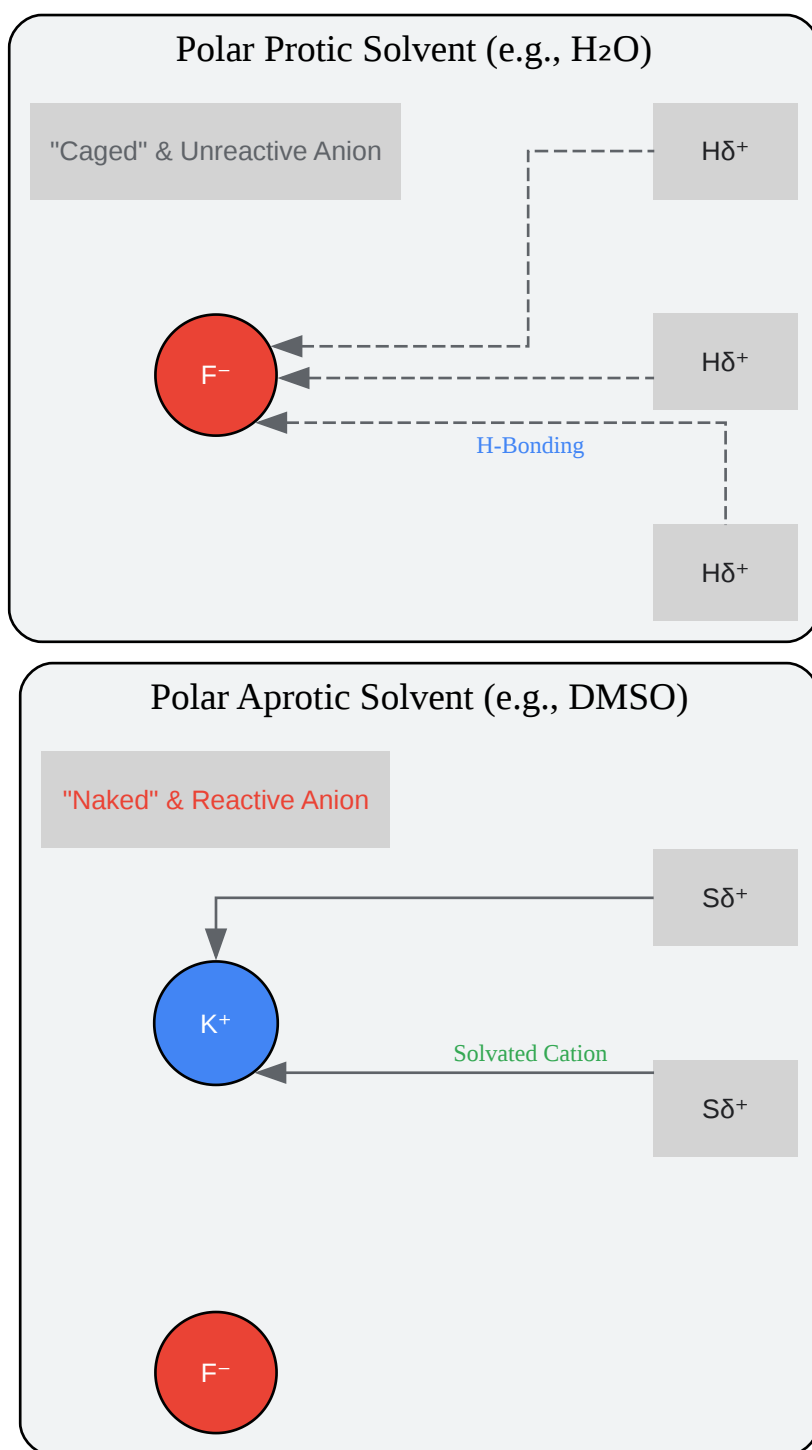 Polar Protic Solvent (e.g., H₂O)
"Caged" & Unreactive Anion
Hδ⁺
F⁻
Hδ⁺
H-Bonding
Hδ⁺
Polar Aprotic Solvent (e.g., DMSO)
"Naked" & Reactive Anion
Sδ⁺
K⁺
Solvated Cation
Sδ⁺
F⁻